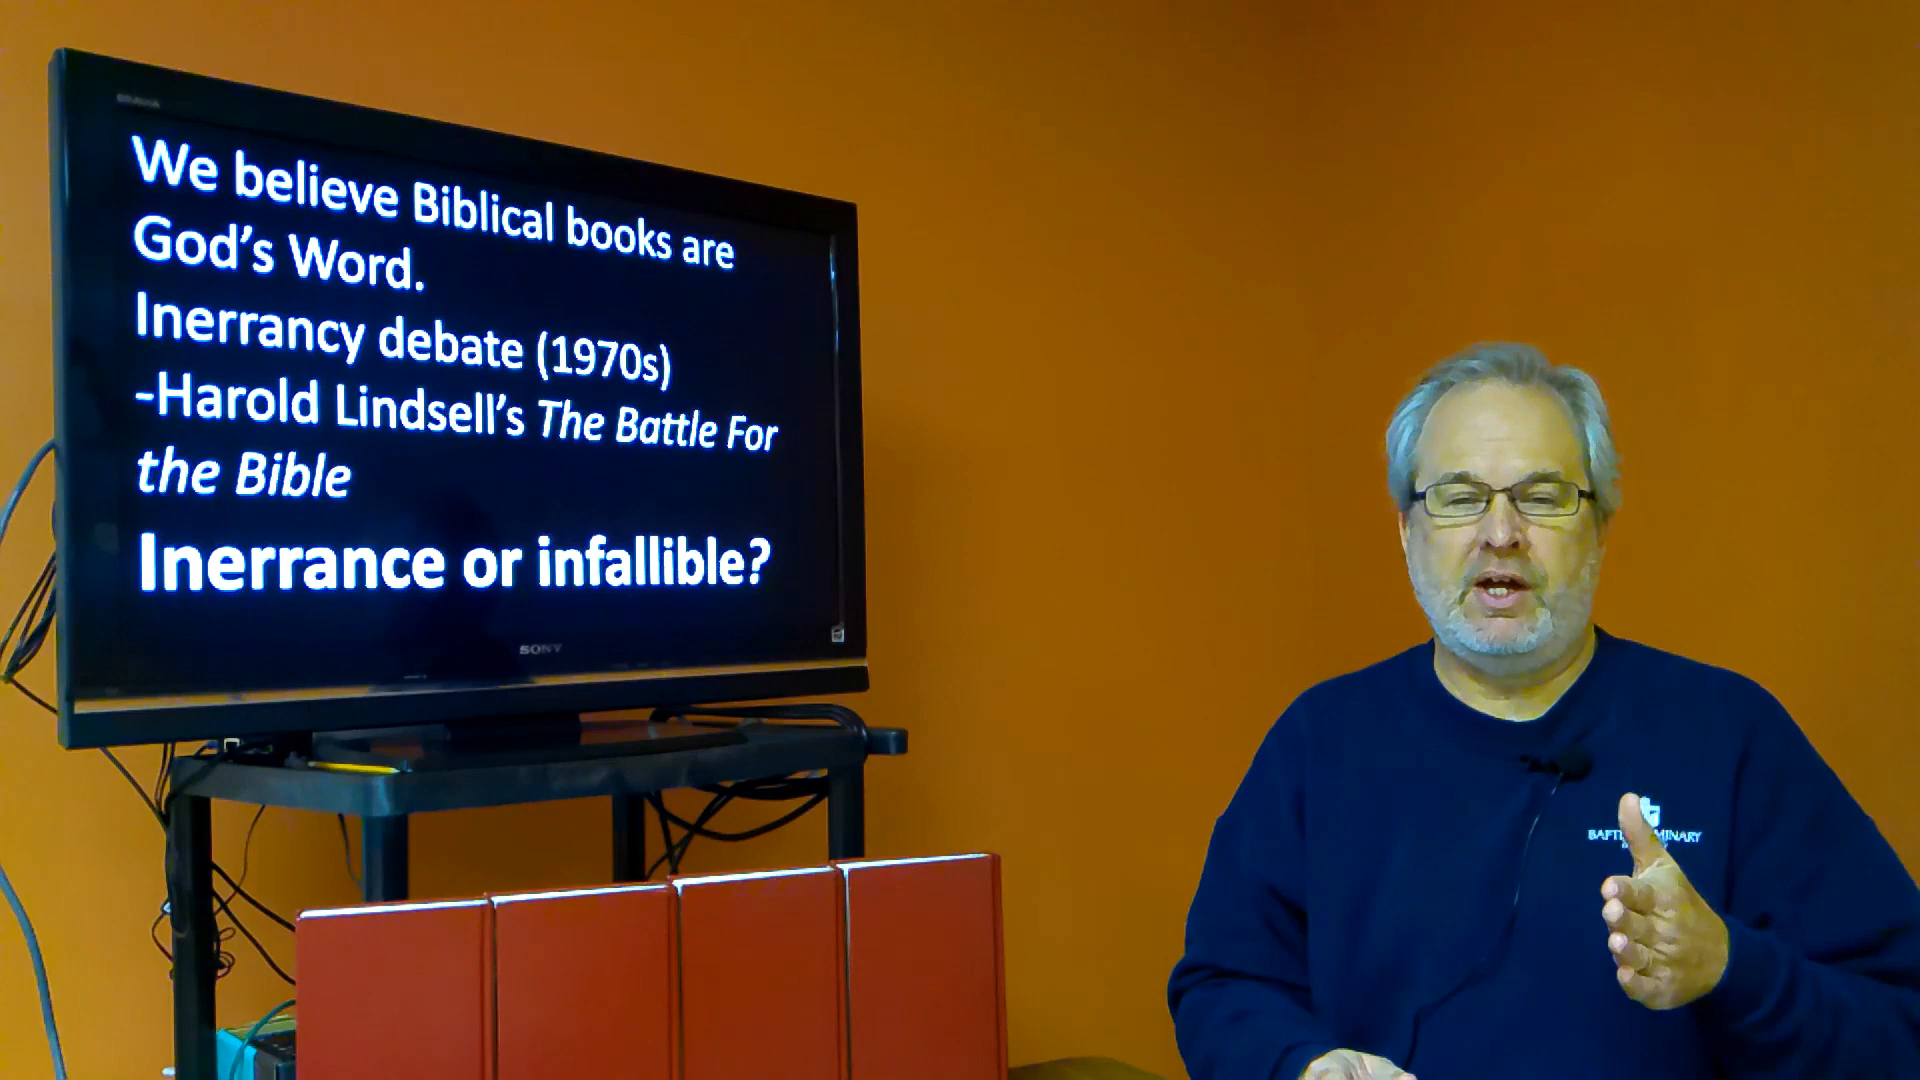 BRAVIA
We believe Biblical books are
God’s Word.
Inerrancy debate (1970s)
-Harold Lindsell’s The Battle For
the Bible
Inerrance or infallible?
SONY